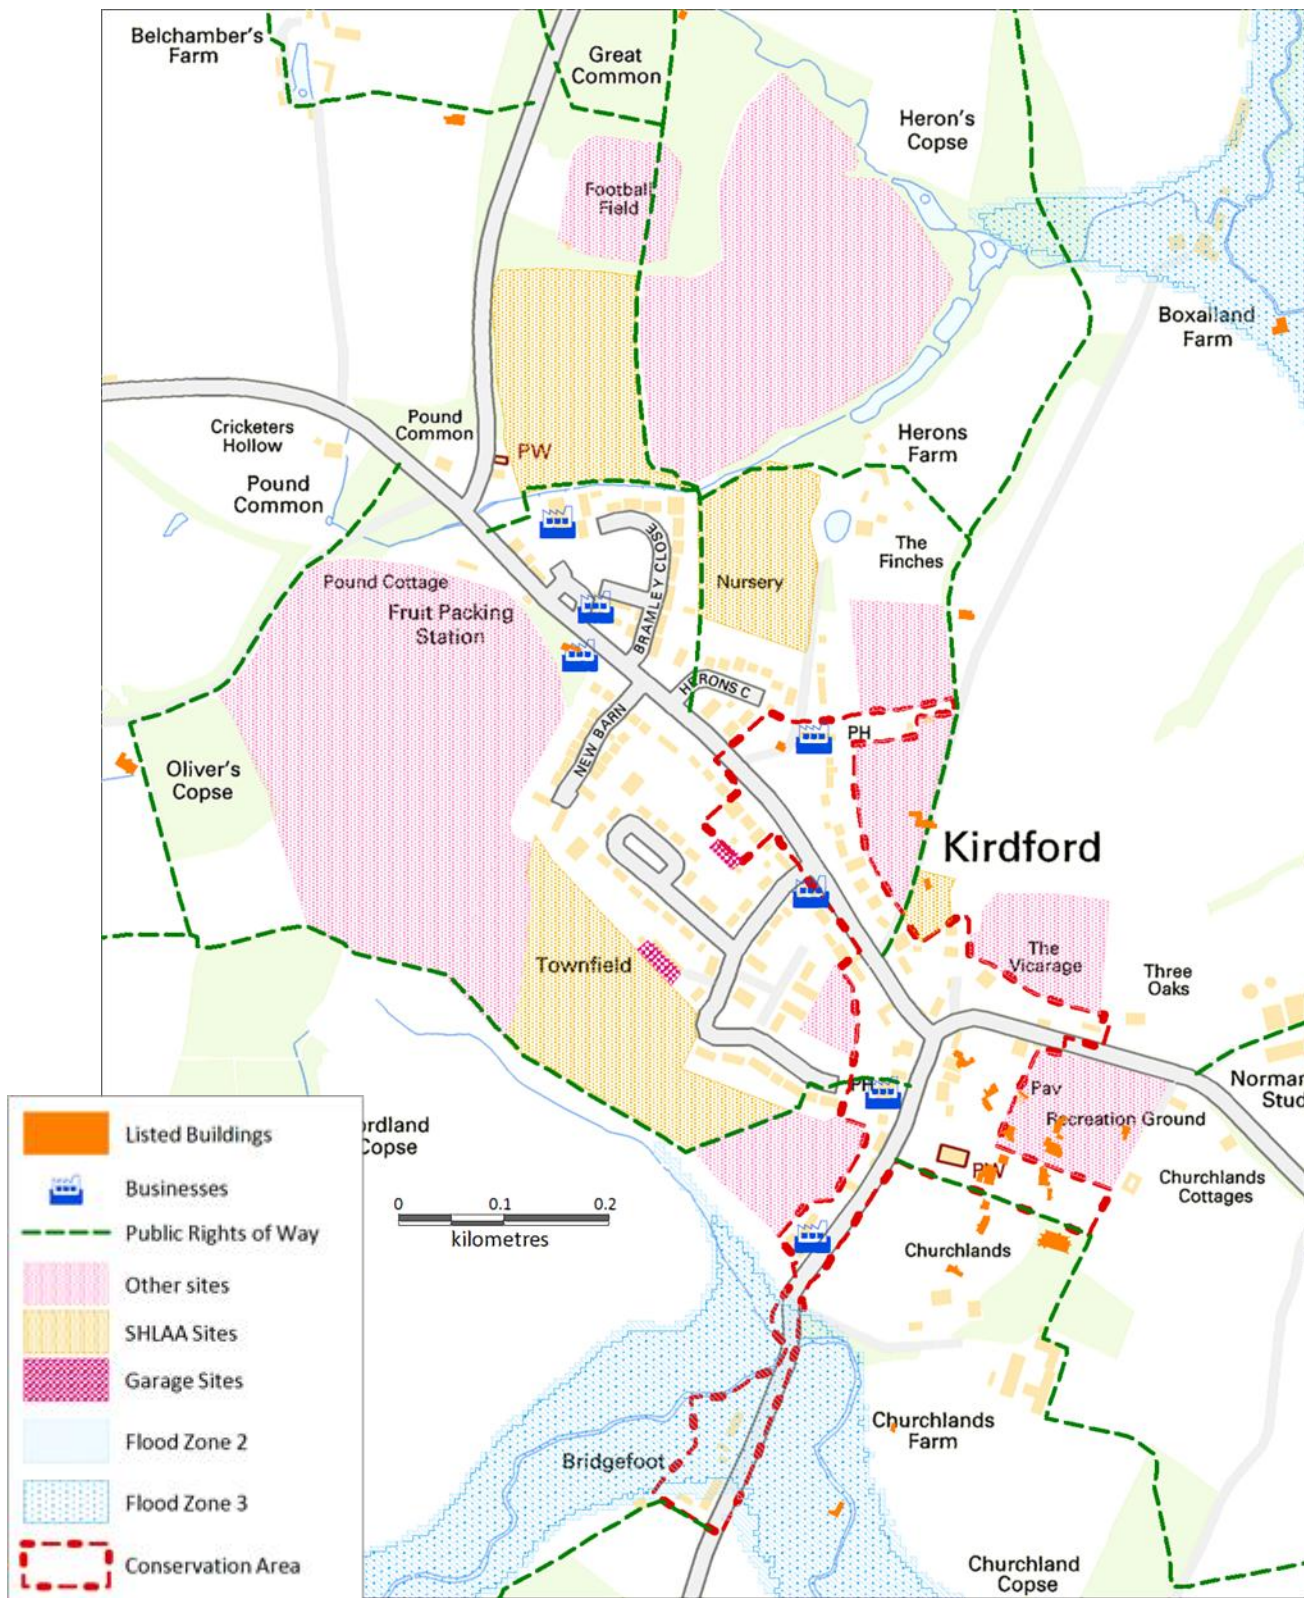 Belchamber's
Farm
Great
Common
Heron's
Copse
Football
Field
Boxalland
Farm
Cricketers
Hollow
Pound
Common
PW
Herons
Farm
Pound
Common
BRAMLEY CLOSE
The
Finches
Pound Cottage
Nursery
Fruit Packing
Station
HERONS C
NEW BARN
PH
Oliver's
Copse
Kirdford
Townfield
The
Vicarage
Three
Oaks
PH
Pav
Recreation Ground
Norman
Stud
ordland
Copse
PW
Churchlands
Cottages
0 0.1 0.2
kilometres
Churchlands
Churchlands
Farm
Bridgefoot
Churchland
Copse
Listed Buildings
Businesses
Public Rights of Way
Other sites
SHLAA Sites
Garage Sites
Flood Zone 2
Flood Zone 3
Conservation Area